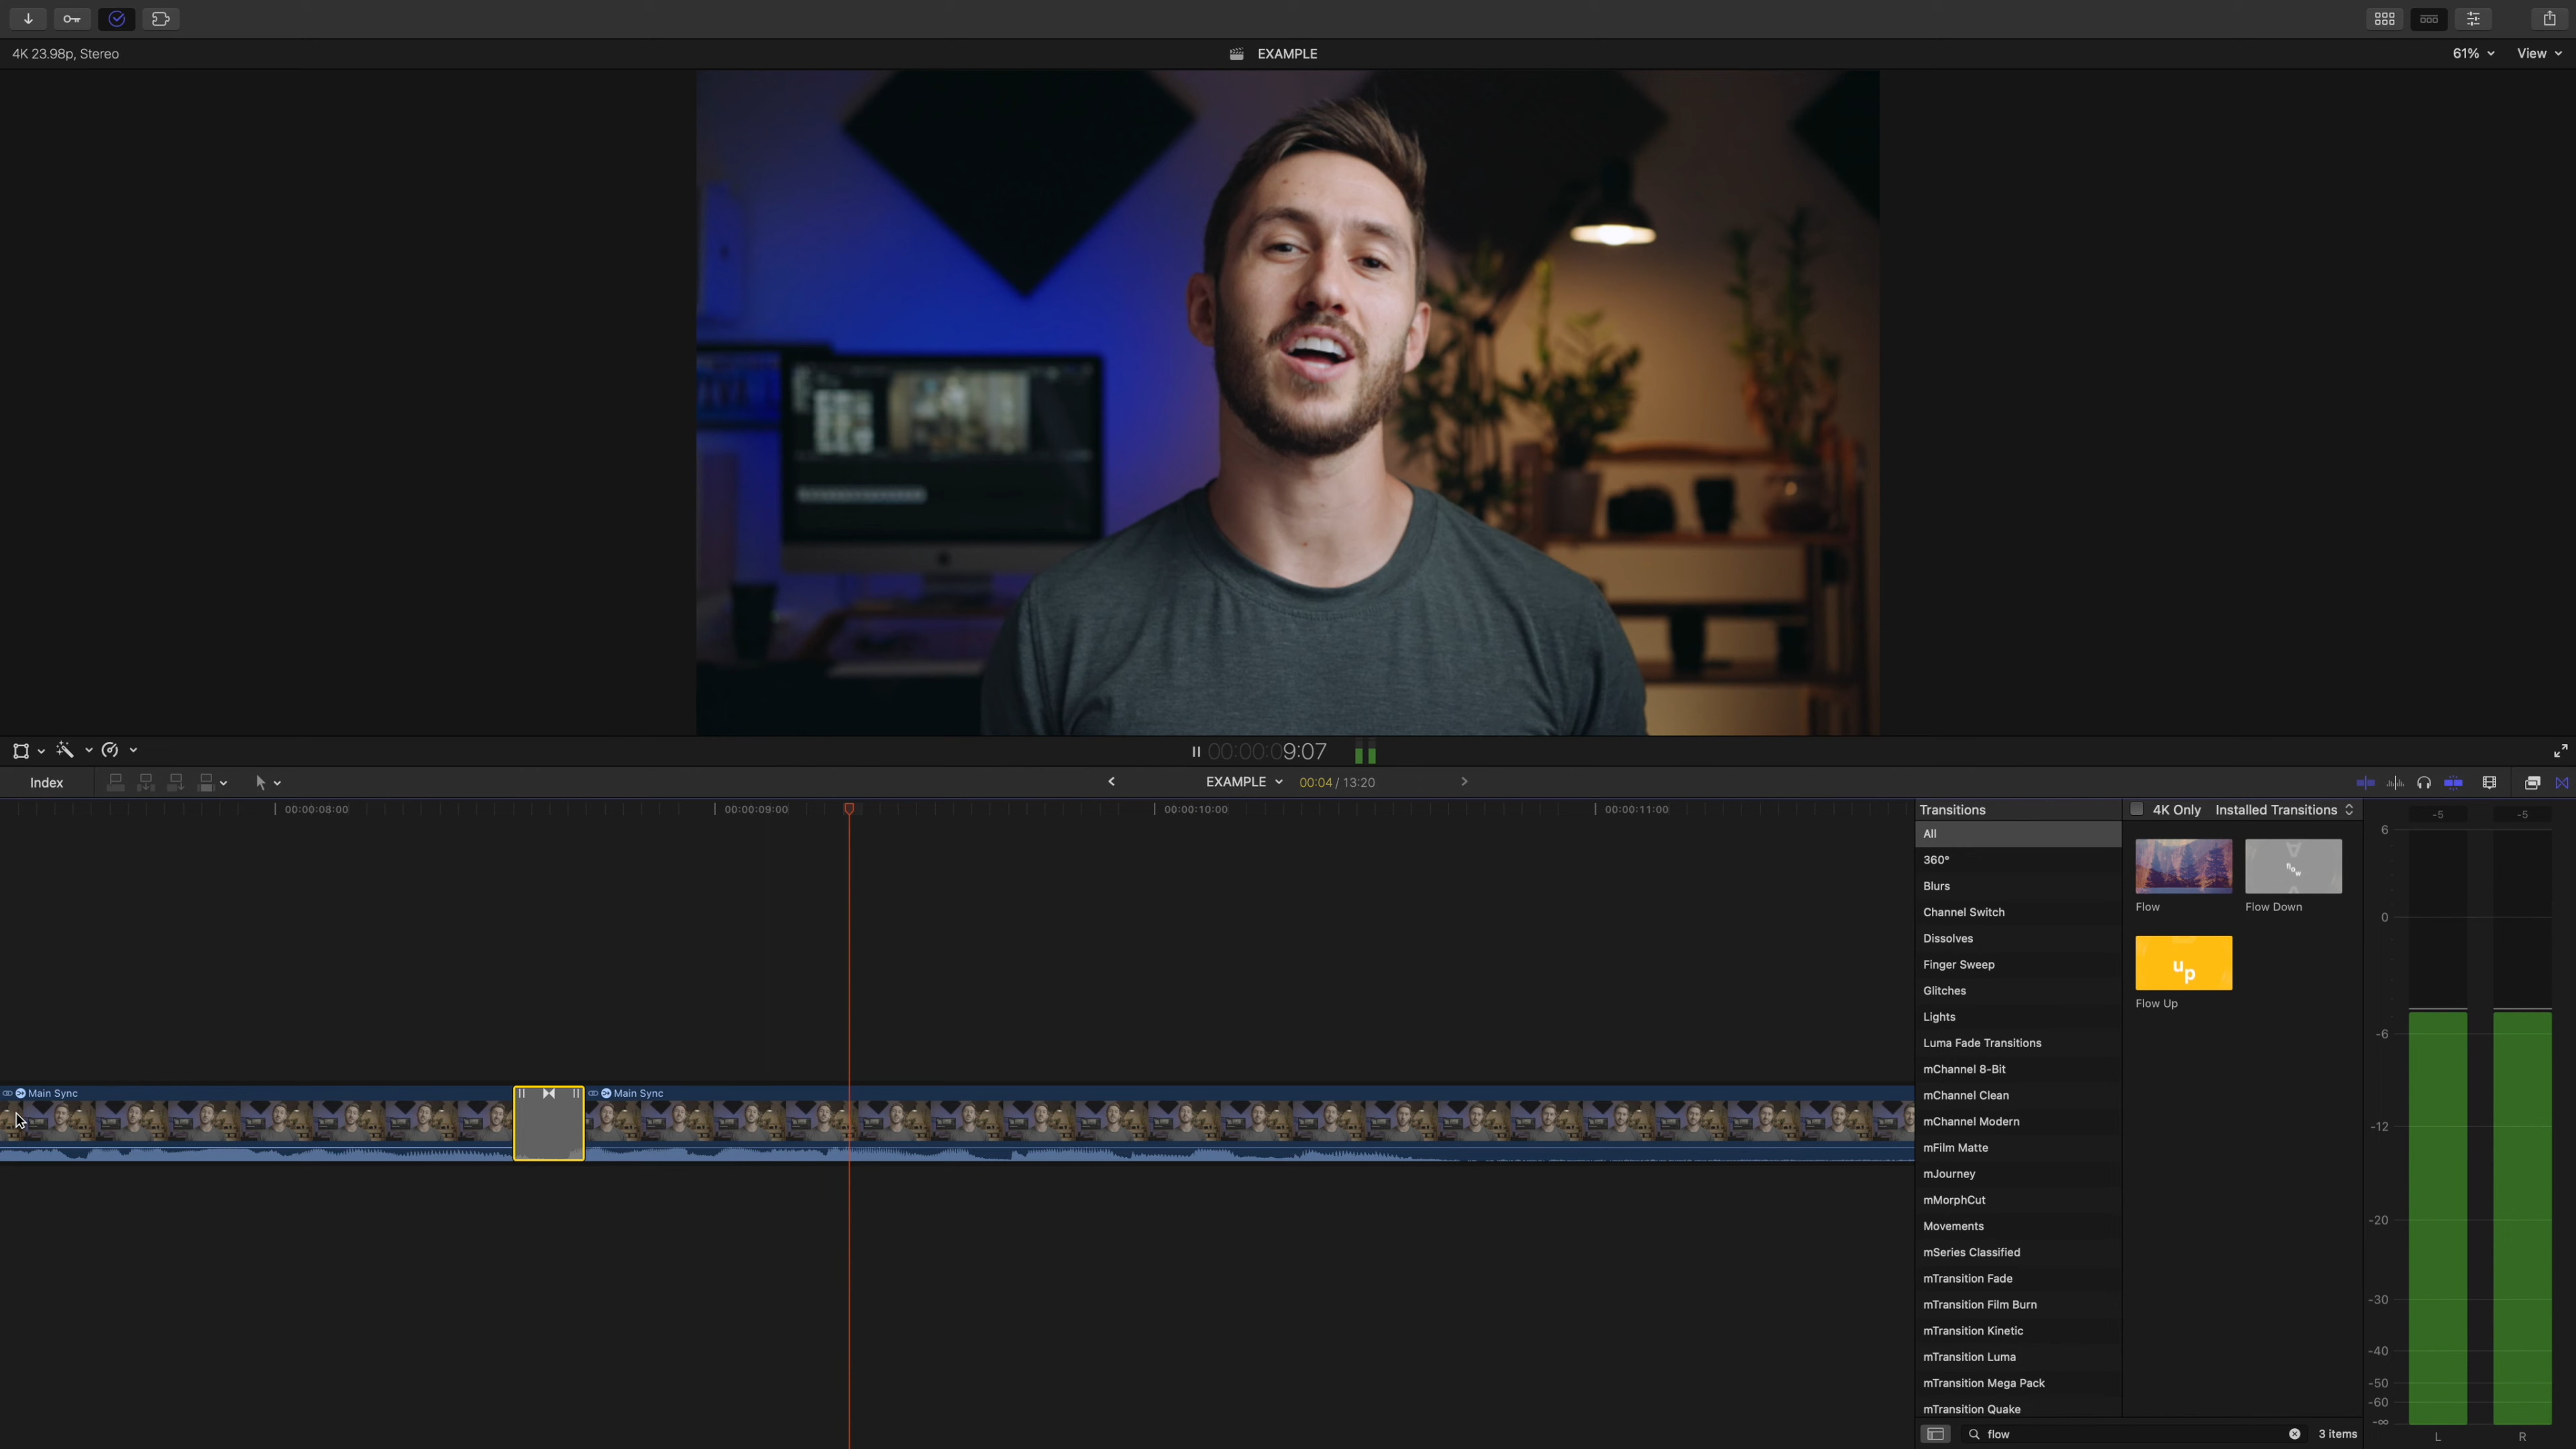 4K 23.98p, Stereo
EXAMPLE
61%
View
00:00:09:07
Index
EXAMPLE
00:04 / 13:20
00:00:08:00
00:00:09:00
00:00:10:00
00:00:11:00
Main Sync
Main Sync
Transitions
All
360°
Blurs
Channel Switch
Dissolves
Finger Sweep
Glitches
Lights
Luma Fade Transitions
mChannel 8-Bit
mChannel Clean
mChannel Modern
mFilm Matte
mJourney
mMorphCut
Movements
mSeries Classified
mTransition Fade
mTransition Film Burn
mTransition Kinetic
mTransition Luma
mTransition Mega Pack
mTransition Quake
4K Only
Installed Transitions
Flow
flow
Flow Down
up
Flow Up
flow
3 items
-5
-5
6
0
-6
-12
-20
-30
-40
-50
-60
-∞
L
R